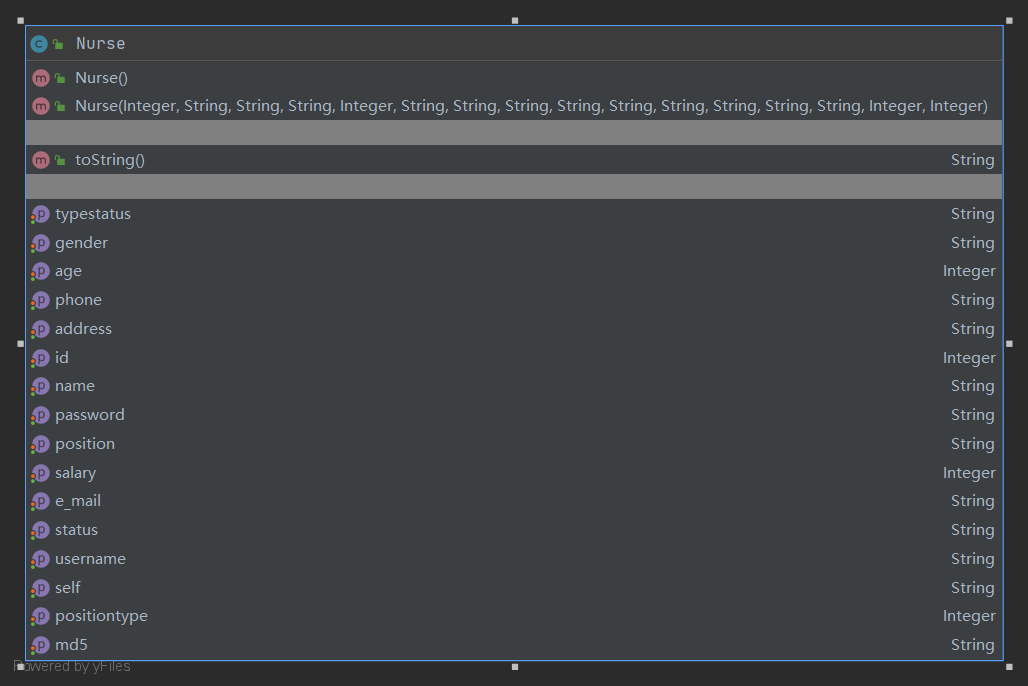 Nurse
Nurse()
Nurse(Integer, String, String, String, Integer, String, String, String, String, String, String, String, String, String, Integer, Integer)
toString() String
typestatus String
gender String
age Integer
phone String
address String
id Integer
name String
password String
position String
salary Integer
e_mail String
status String
username String
self String
positiontype Integer
md5 String
Powered by yFiles